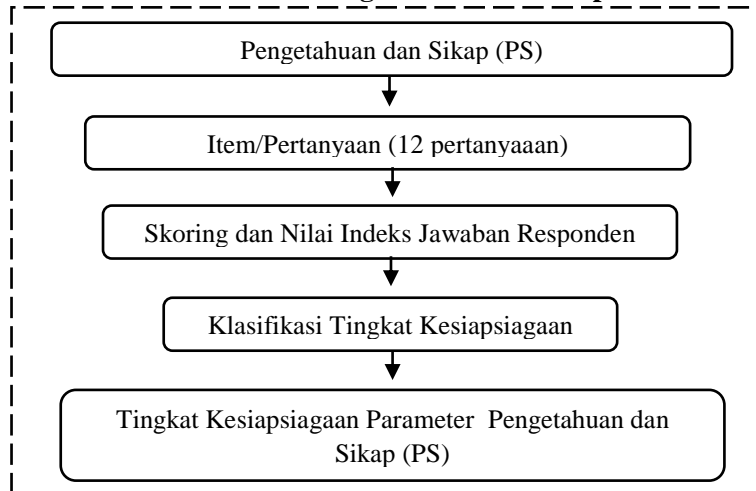 Pengetahuan dan Sikap (PS)
Item/Pertanyaan (12 pertanyaaan)
Skoring dan Nilai Indeks Jawaban Responden
Klasifikasi Tingkat Kesiapsiagaan
Tingkat Kesiapsiagaan Parameter Pengetahuan dan
Sikap (PS)